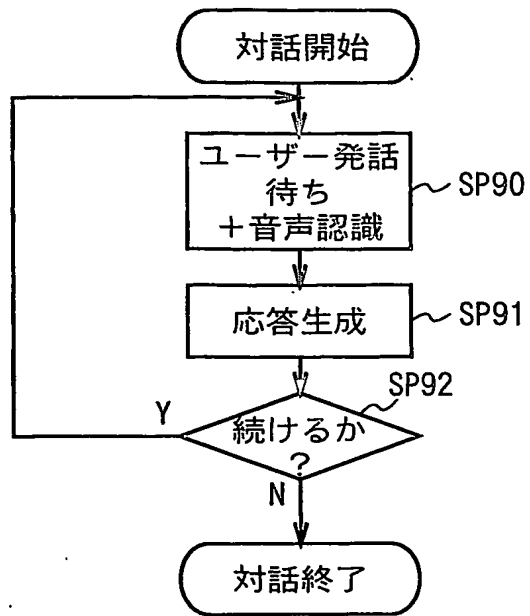 対話開始
ユーザー発話
待ち
+音声認識
SP90
応答生成
SP91
SP92
Y
続けるか
?
N
対話終了